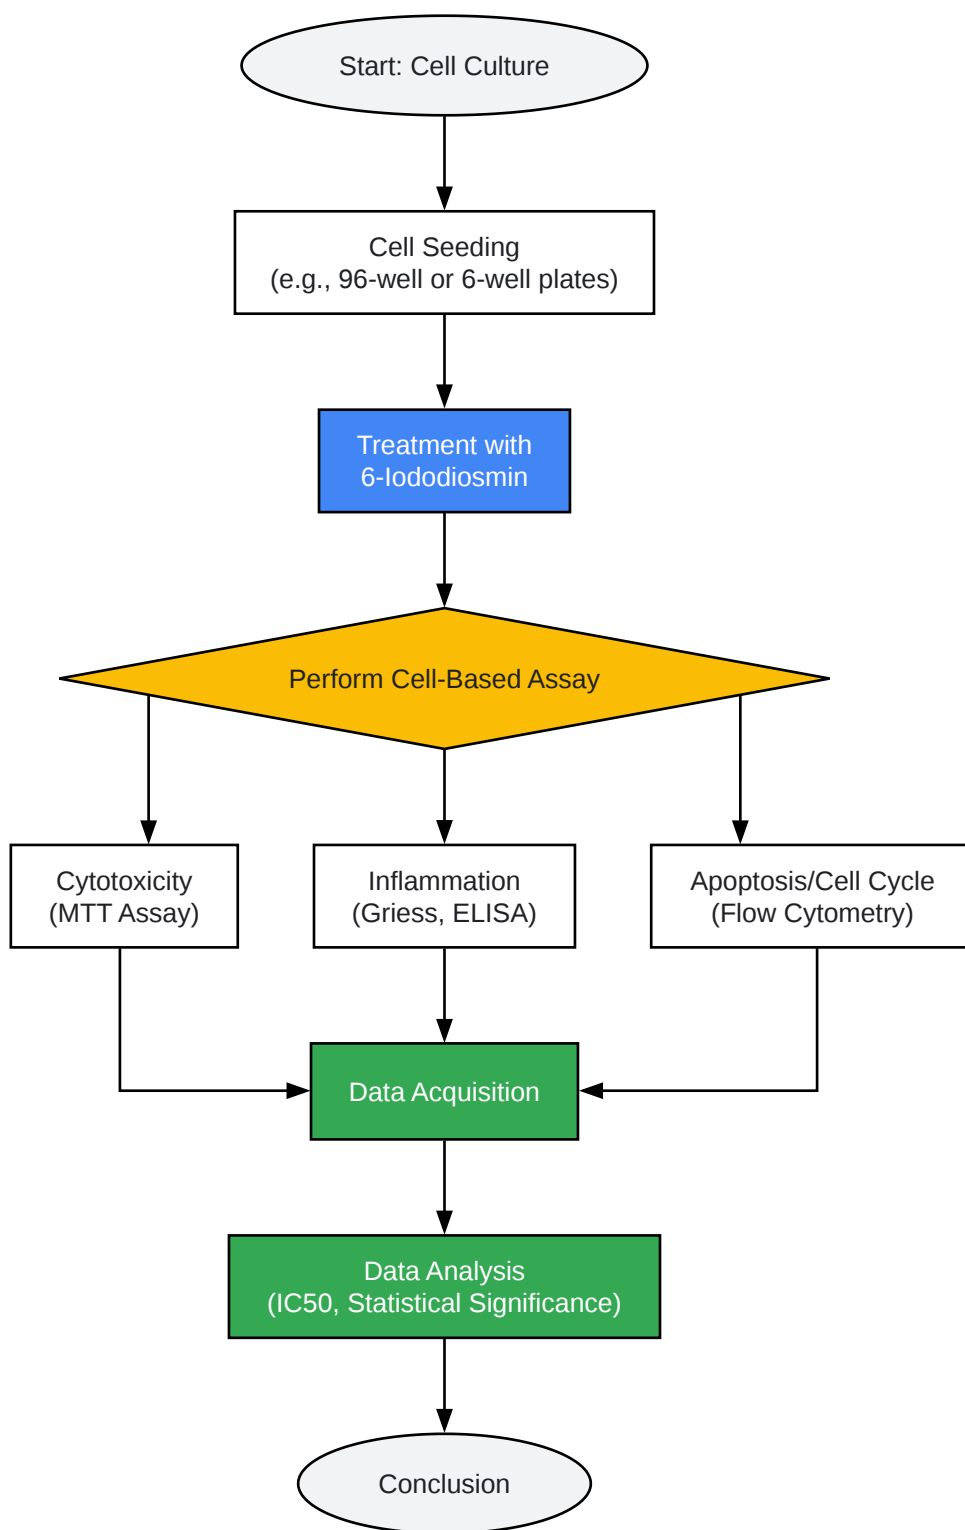 Start: Cell Culture
Cell Seeding
(e.g., 96-well or 6-well plates)
Treatment with
6-Iododiosmin
Perform Cell-Based Assay
Cytotoxicity
(MTT Assay)
Inflammation
(Griess, ELISA)
Apoptosis/Cell Cycle
(Flow Cytometry)
Data Acquisition
Data Analysis
(IC50, Statistical Significance)
Conclusion